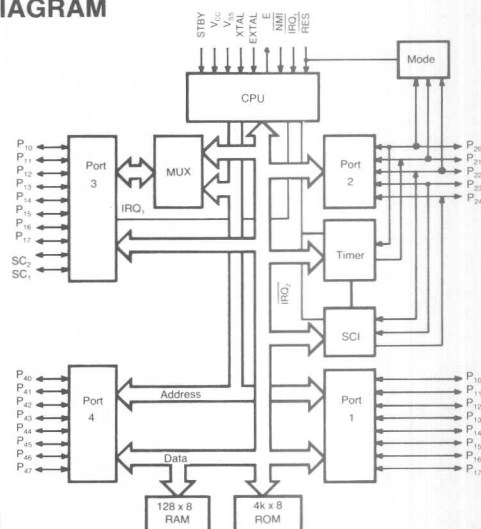 IAGRAM
STBY
V_CC
V_SS
XTAL
EXTAL
E
NMI
IRQ₁
RES
Mode
CPU
P₁₀
P₁₁
P₁₂
P₁₃
P₁₄
P₁₅
P₁₆
P₁₇
SC₂
SC₁
Port
3
MUX
IRQ₁
Port
2
P₂₀
P₂₁
P₂₂
P₂₃
P₂₄
Timer
IRQ₂
SCI
P₄₀
P₄₁
P₄₂
P₄₃
P₄₄
P₄₅
P₄₆
P₄₇
Port
4
Address
Data
Port
1
P₁₀
P₁₁
P₁₂
P₁₃
P₁₄
P₁₅
P₁₆
P₁₇
128 x 8
RAM
4k x 8
ROM